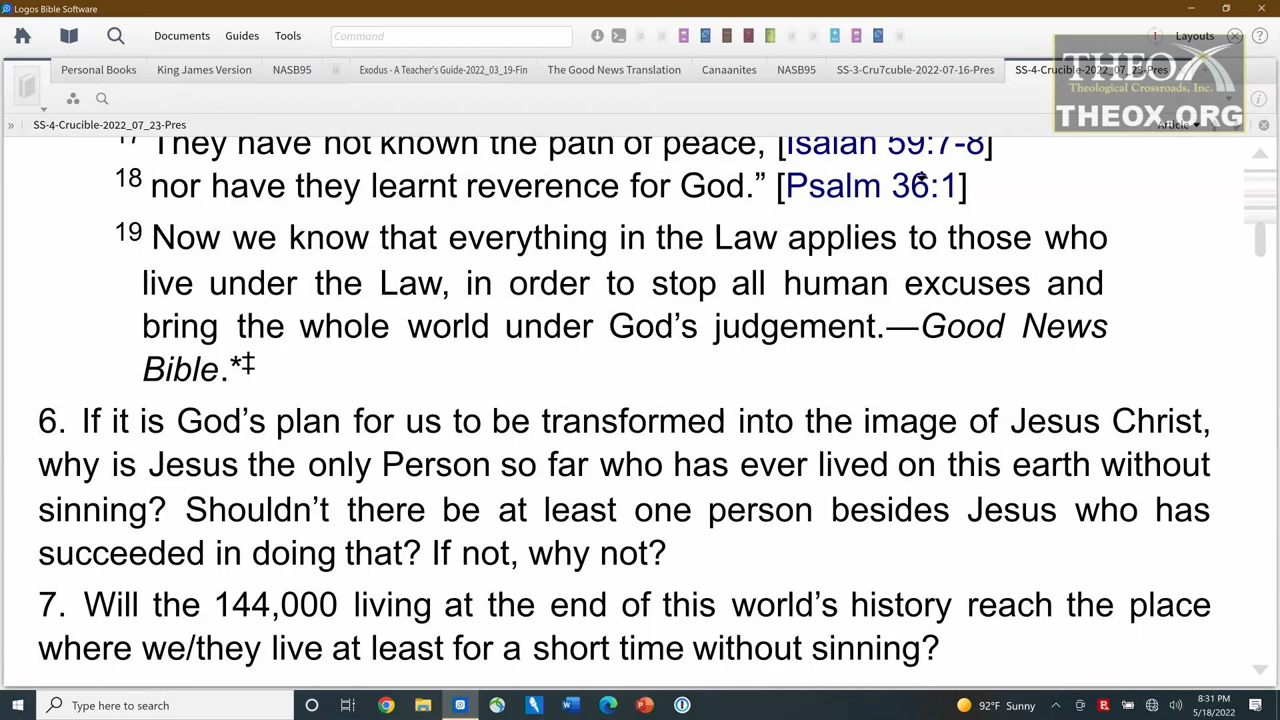 Logos Bible Software
Documents Guides Tools Command Layouts
Personal Books King James Version NASB95 2022_03_19-Fin The Good News Translation Canaanites NASB95 SS-3-Cru7cuble-2022-07-16-Pres SS-4-Crucible-2022_07_23-Pres
THEOX
Theological Crossroads, Inc.
THEOX.ORG
» SS-4-Crucible-2022_07_23-Pres Article
17 They have not known the path of peace, [Isaiah 59:7-8]
18 nor have they learnt reverence for God.” [Psalm 36:1]
19 Now we know that everything in the Law applies to those who
live under the Law, in order to stop all human excuses and
bring the whole world under God’s judgement.—Good News
Bible.*‡
6. If it is God’s plan for us to be transformed into the image of Jesus Christ,
why is Jesus the only Person so far who has ever lived on this earth without
sinning? Shouldn’t there be at least one person besides Jesus who has
succeeded in doing that? If not, why not?
7. Will the 144,000 living at the end of this world’s history reach the place
where we/they live at least for a short time without sinning?
Type here to search
92°F Sunny
8:31 PM
5/18/2022